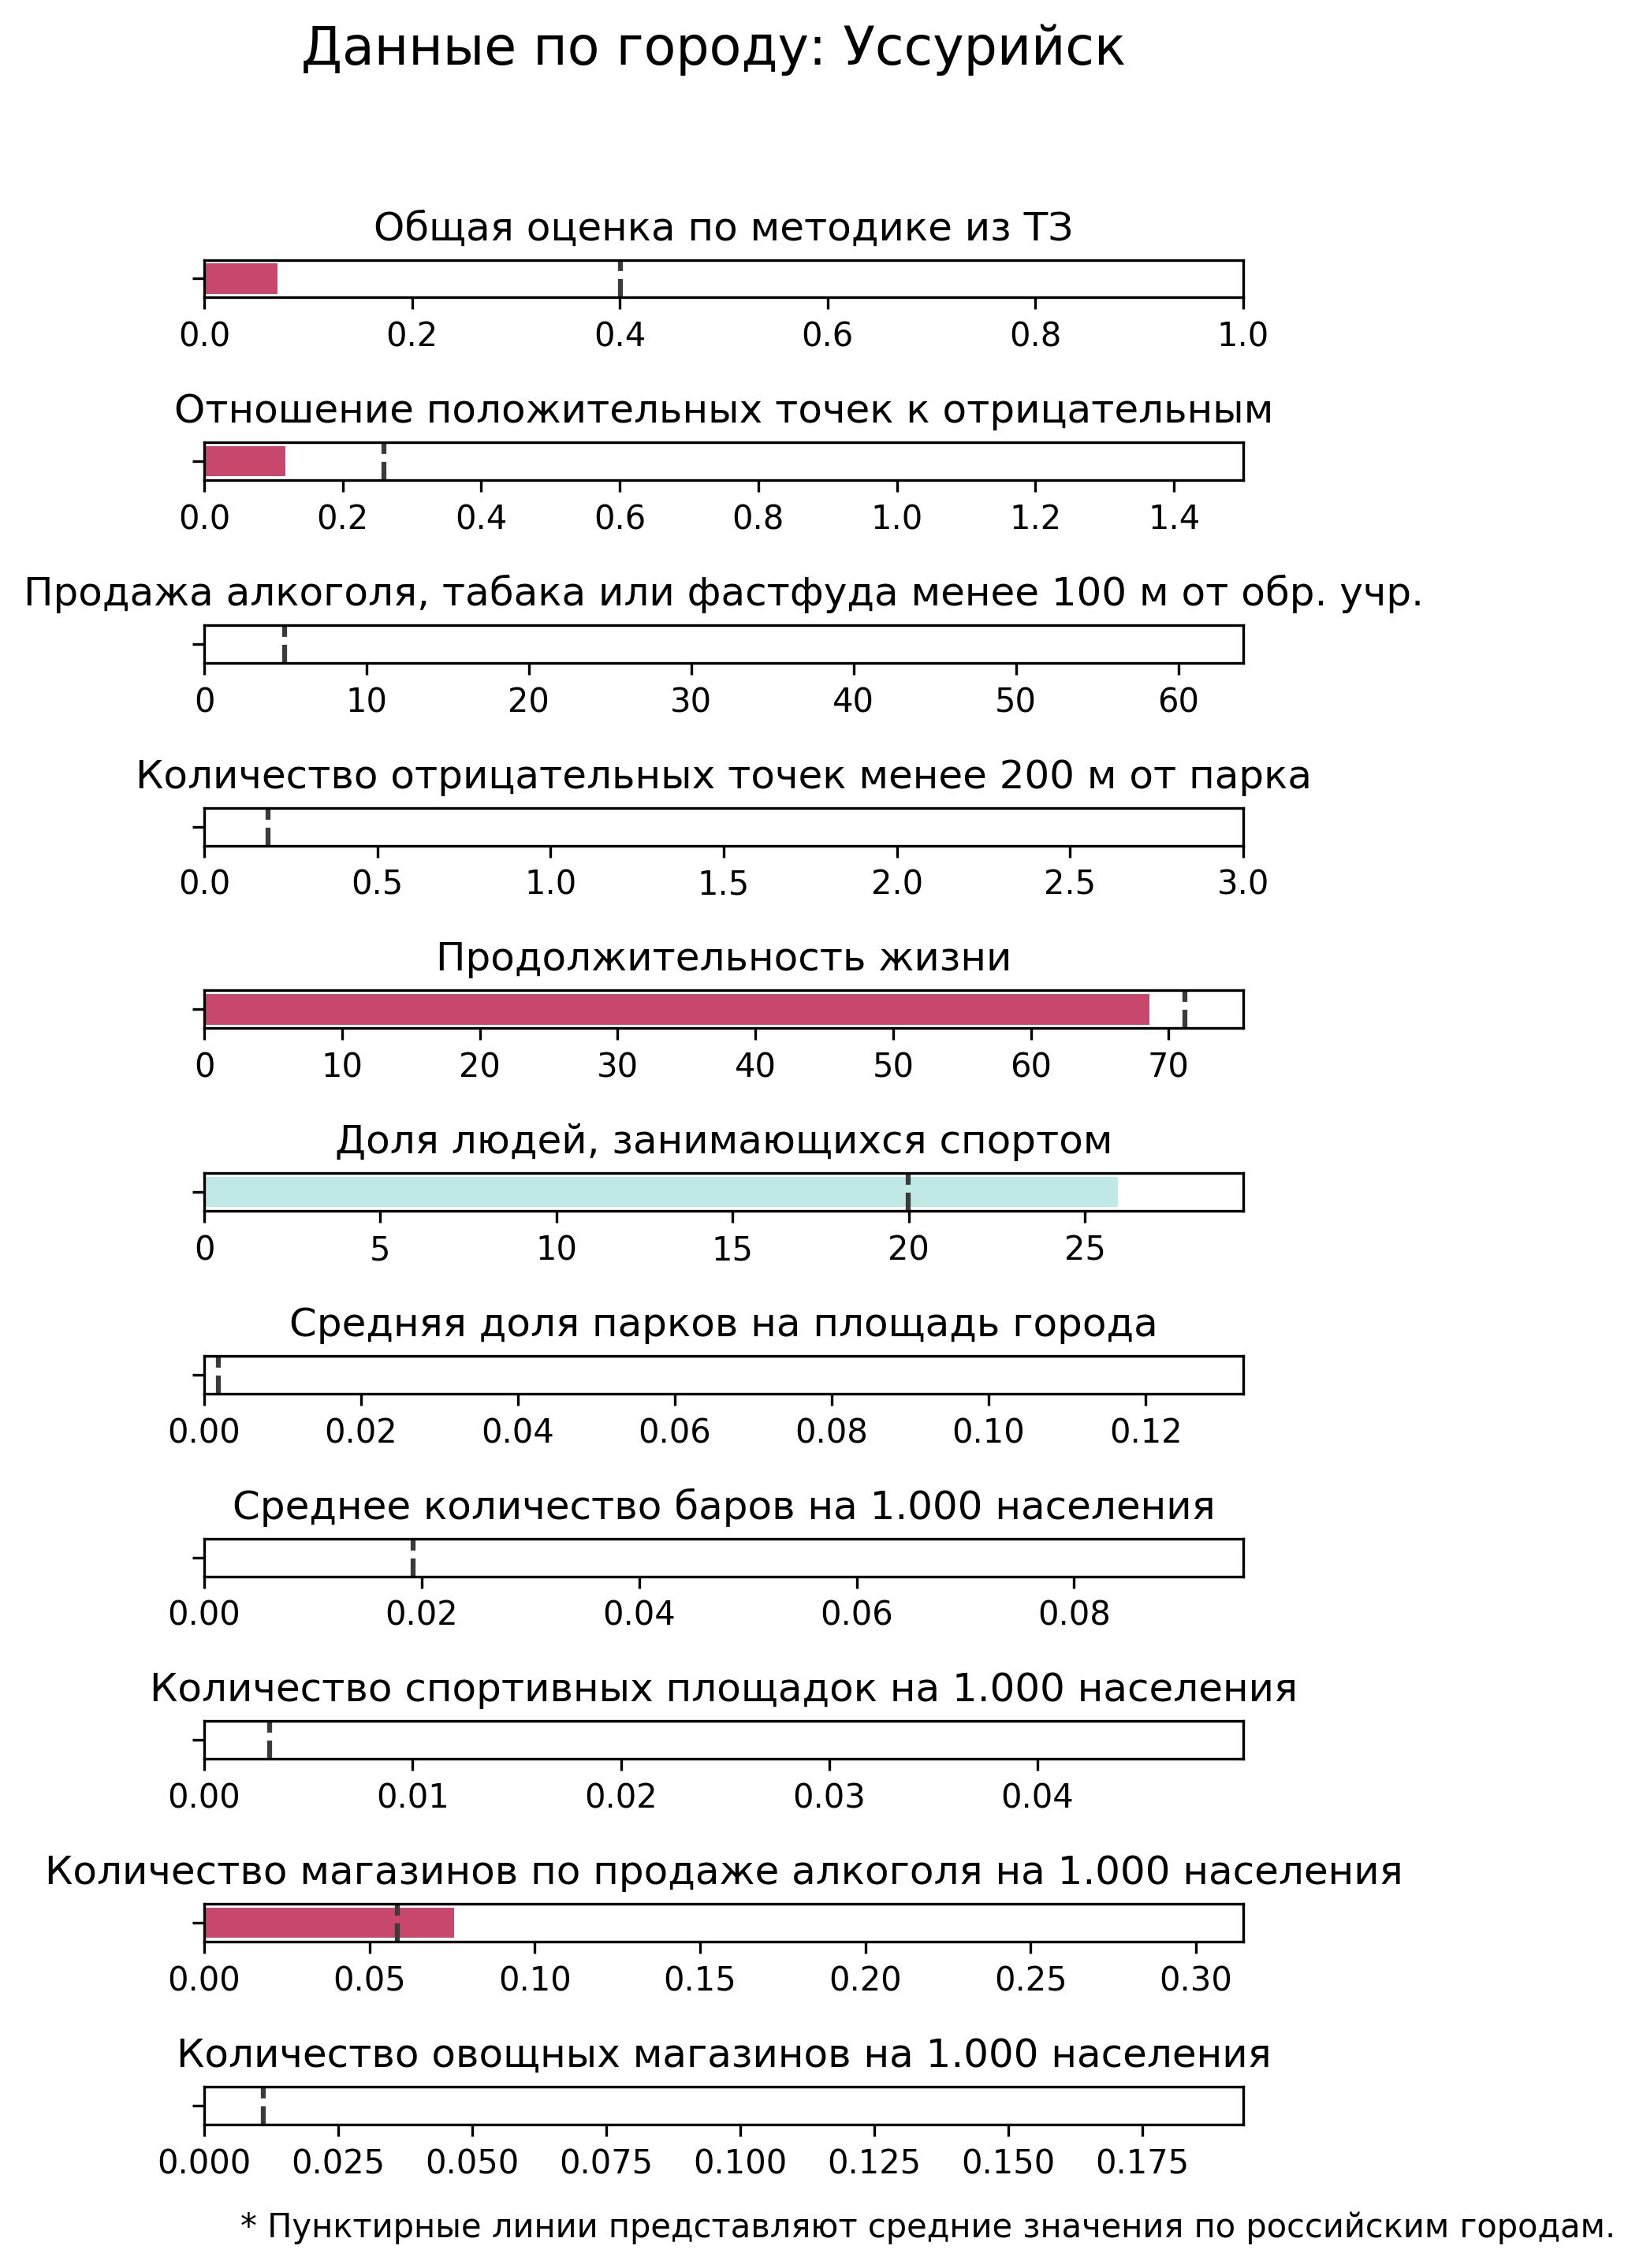 Данные по городу: Уссурийск
Общая оценка по методике из ТЗ
0.0 0.2 0.4 0.6 0.8 1.0
Отношение положительных точек к отрицательным
0.0 0.2 0.4 0.6 0.8 1.0 1.2 1.4
Продажа алкоголя, табака или фастфуда менее 100 м от обр. учр.
0 10 20 30 40 50 60
Количество отрицательных точек менее 200 м от парка
0.0 0.5 1.0 1.5 2.0 2.5 3.0
Продолжительность жизни
0 10 20 30 40 50 60 70
Доля людей, занимающихся спортом
0 5 10 15 20 25
Средняя доля парков на площадь города
0.00 0.02 0.04 0.06 0.08 0.10 0.12
Среднее количество баров на 1.000 населения
0.00 0.02 0.04 0.06 0.08
Количество спортивных площадок на 1.000 населения
0.00 0.01 0.02 0.03 0.04
Количество магазинов по продаже алкоголя на 1.000 населения
0.00 0.05 0.10 0.15 0.20 0.25 0.30
Количество овощных магазинов на 1.000 населения
0.000 0.025 0.050 0.075 0.100 0.125 0.150 0.175
* Пунктирные линии представляют средние значения по российским городам.